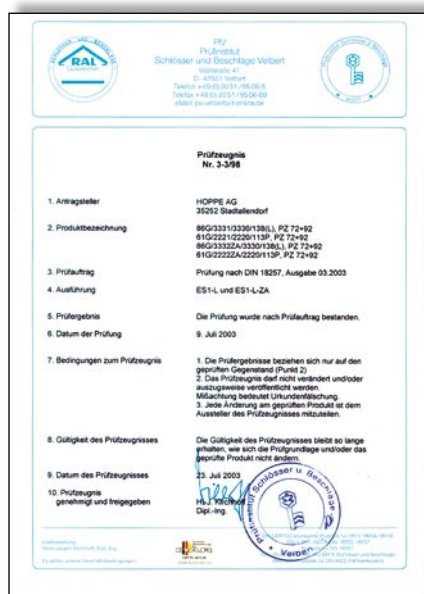 RAL
PIV
Prüfinstitut
Schlösser und Beschläge Velbert
Wallstraße 41
D-42551 Velbert
Prüfzeugnis
Nr. 3-3/98
1. Antragsteller HOPPE AG
35252 Stadtallendorf
2. Produktbezeichnung 86G/3331/3330/138(L), PZ 72+92
61G/2221/2220/113P, PZ 72+92
86G/3332ZA/3330/138(L), PZ 72+92
61G/2222ZA/2220/113P, PZ 72+92
3. Prüfauftrag Prüfung nach DIN 18257, Ausgabe 03.2003
4. Ausführung ES1-L und ES1-L-ZA
5. Prüfergebnis Die Prüfung wurde nach Prüfauftrag bestanden.
6. Datum der Prüfung 9. Juli 2003
7. Bedingungen zum Prüfzeugnis 1. Die Prüfergebnisse beziehen sich nur auf den
geprüften Gegenstand (Punkt 2)
2. Das Prüfzeugnis darf nicht verändert und/oder
auszugsweise veröffentlicht werden.
Mißachtung bedeutet Urkundenfälschung.
3. Jede Änderung am geprüften Produkt ist dem
Aussteller des Prüfzeugnisses mitzuteilen.
8. Gültigkeit des Prüfzeugnisses Die Gültigkeit des Prüfzeugnisses bleibt so lange
erhalten, wie sich die Prüfgrundlage und/oder das
geprüfte Produkt nicht ändern.
9. Datum des Prüfzeugnisses 23. Juli 2003
10. Prüfzeugnis
genehmigt und freigegeben
Dipl.-Ing.
Prüfinstitut Schlösser u. Beschläge
Velbert